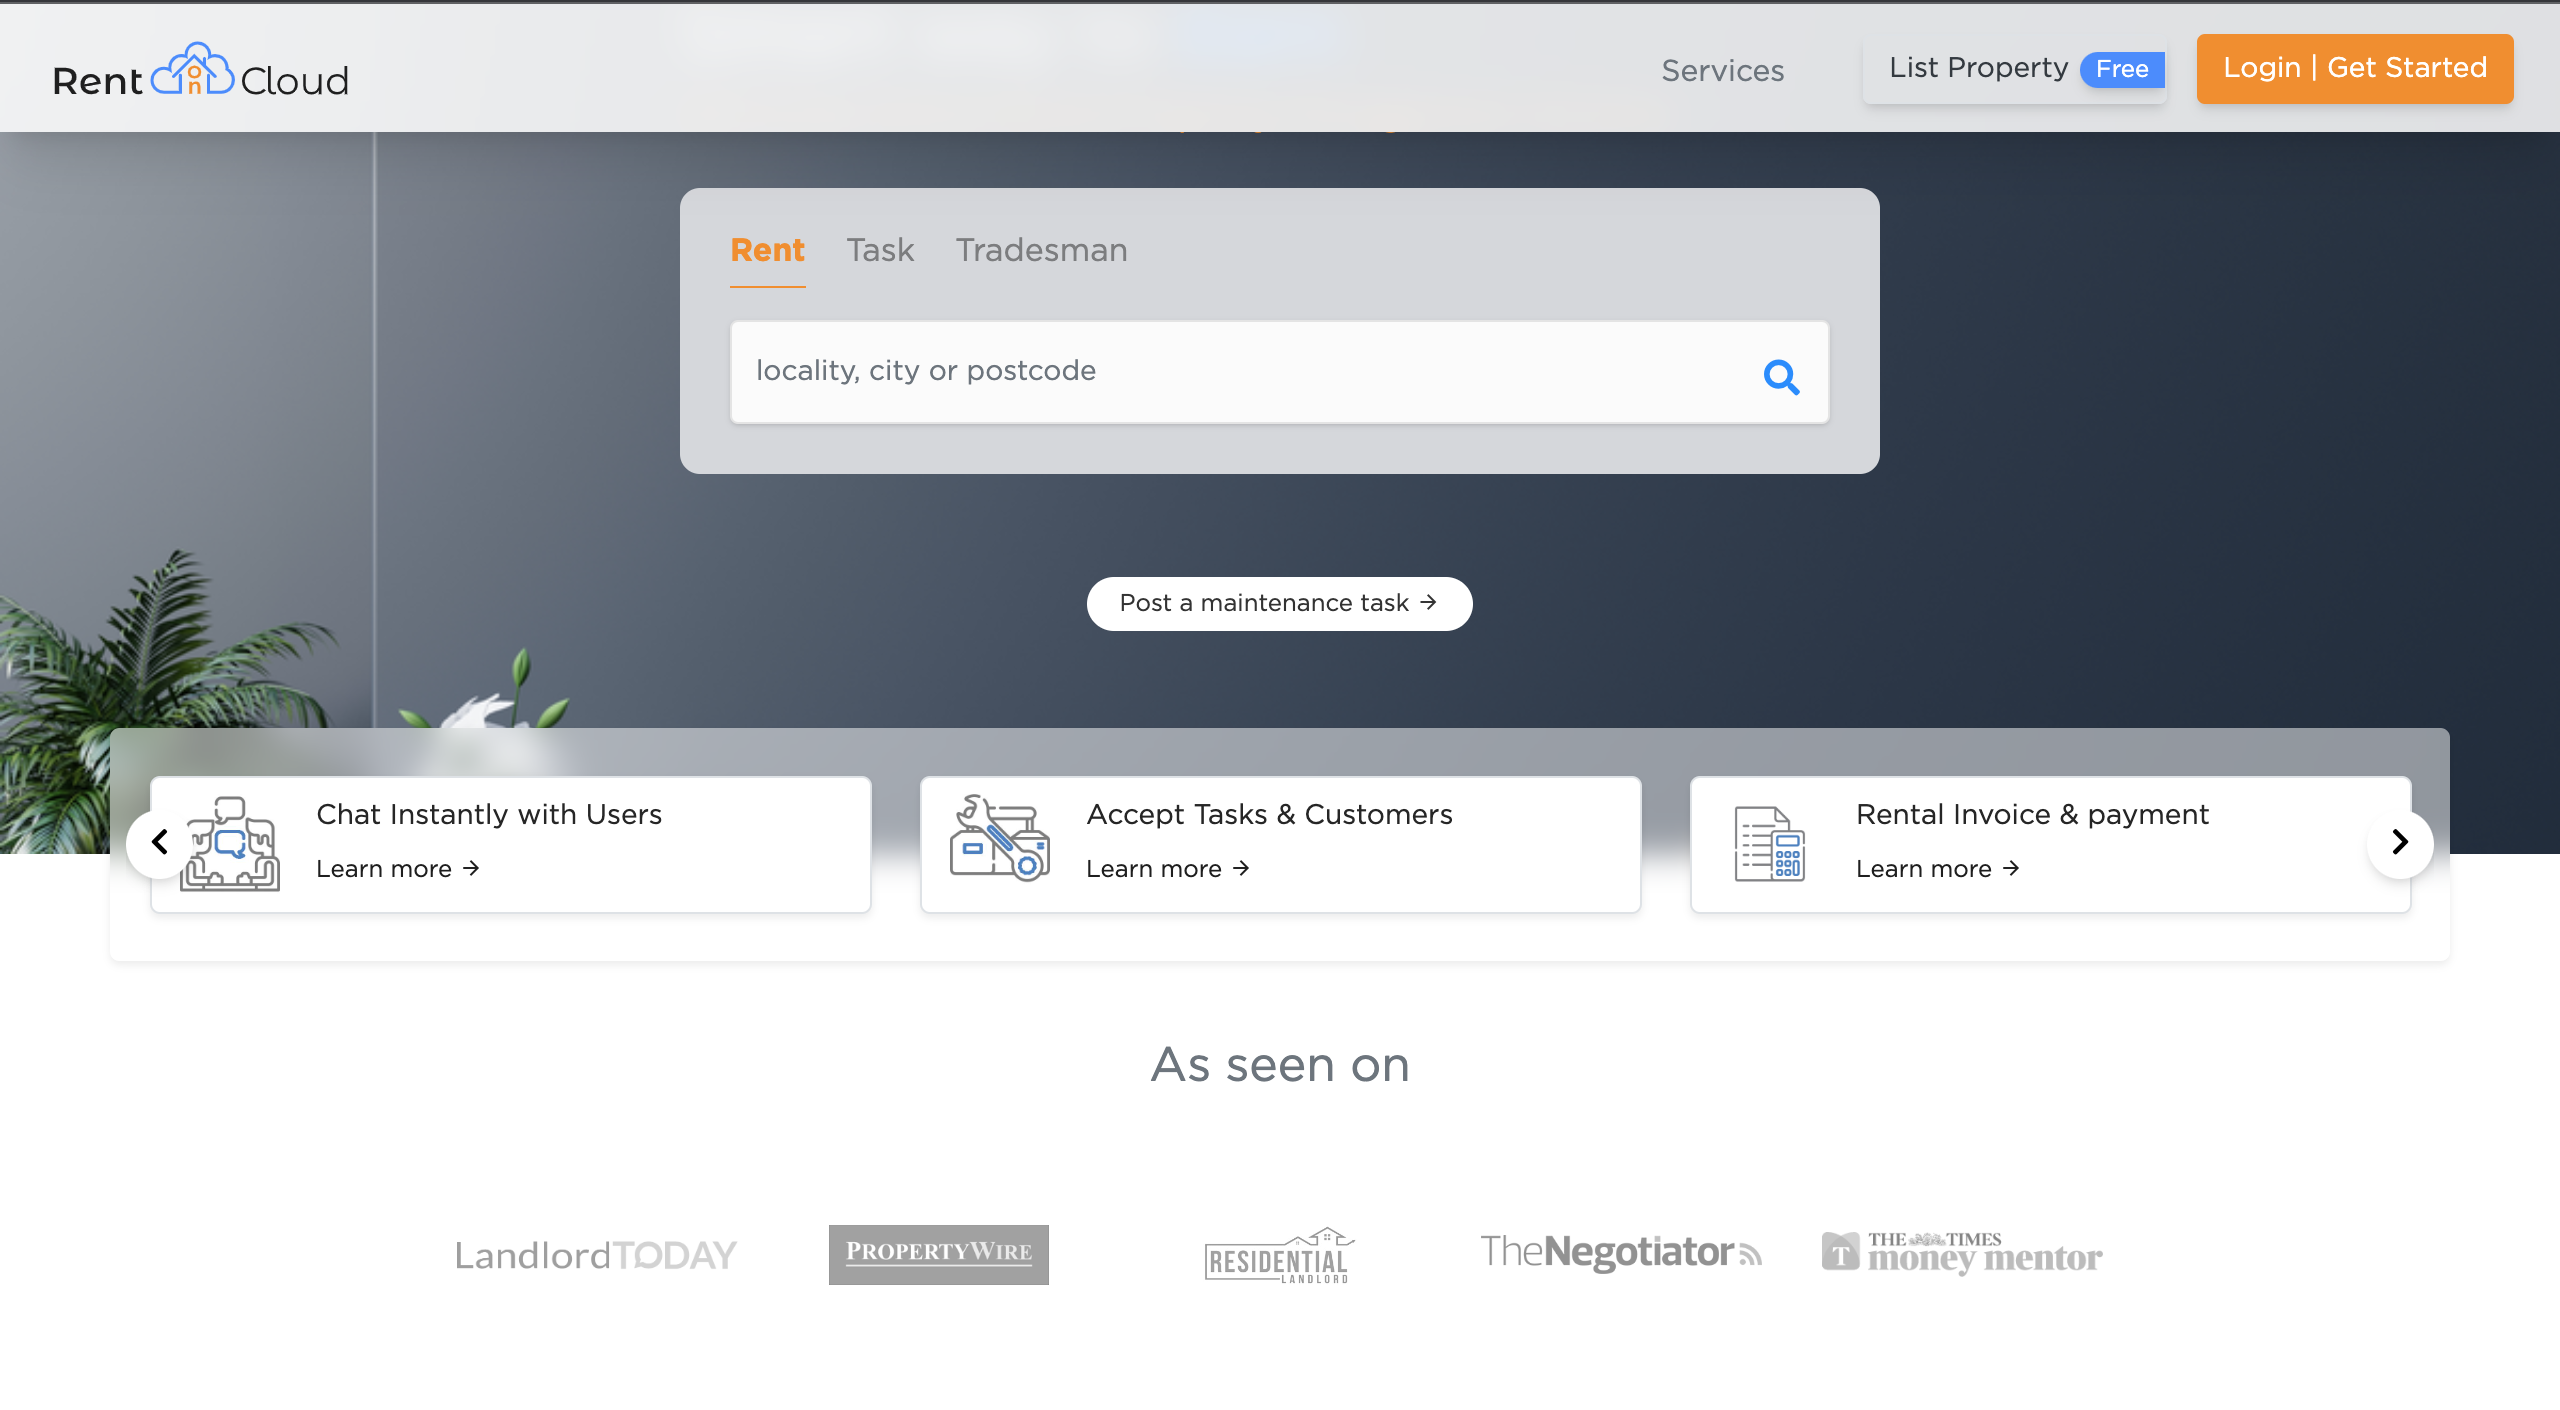 Rent on Cloud
Services
List Property Free
Login | Get Started
Rent Task Tradesman
locality, city or postcode
Post a maintenance task →
Chat Instantly with Users
Learn more →
Accept Tasks & Customers
Learn more →
Rental Invoice & payment
Learn more →
As seen on
LandlordTODAY
PROPERTYWIRE
RESIDENTIAL
LANDLORD
TheNegotiator
T THE TIMES
money mentor